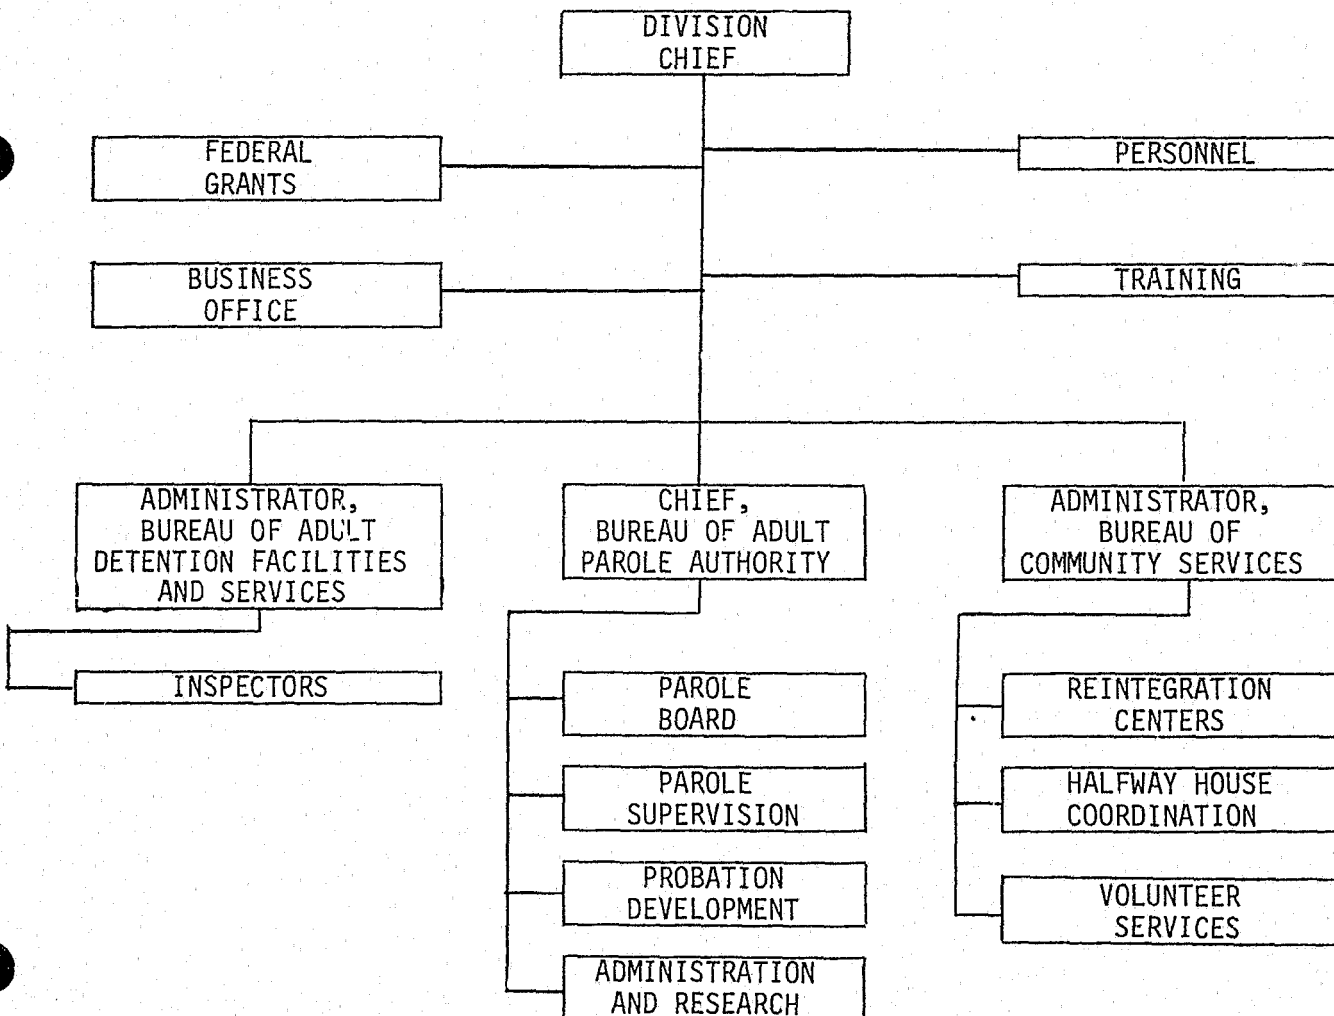 DIVISION
CHIEF
FEDERAL
GRANTS
PERSONNEL
BUSINESS
OFFICE
TRAINING
ADMINISTRATOR,
BUREAU OF ADULT
DETENTION FACILITIES
AND SERVICES
CHIEF,
BUREAU OF ADULT
PAROLE AUTHORITY
ADMINISTRATOR,
BUREAU OF
COMMUNITY SERVICES
INSPECTORS
PAROLE
BOARD
PAROLE
SUPERVISION
PROBATION
DEVELOPMENT
ADMINISTRATION
AND RESEARCH
REINTEGRATION
CENTERS
HALFWAY HOUSE
COORDINATION
VOLUNTEER
SERVICES